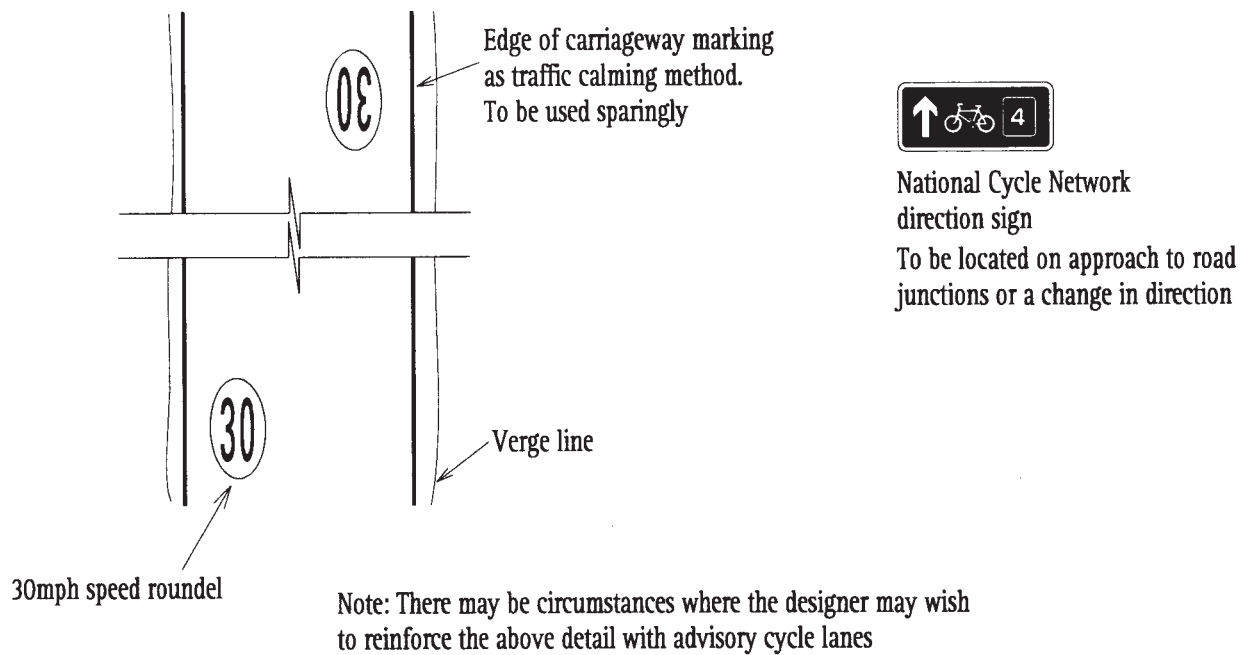 30
Edge of carriageway marking
as traffic calming method.
To be used sparingly
4
National Cycle Network
direction sign
To be located on approach to road
junctions or a change in direction
30
Verge line
30mph speed roundel
Note: There may be circumstances where the designer may wish
to reinforce the above detail with advisory cycle lanes